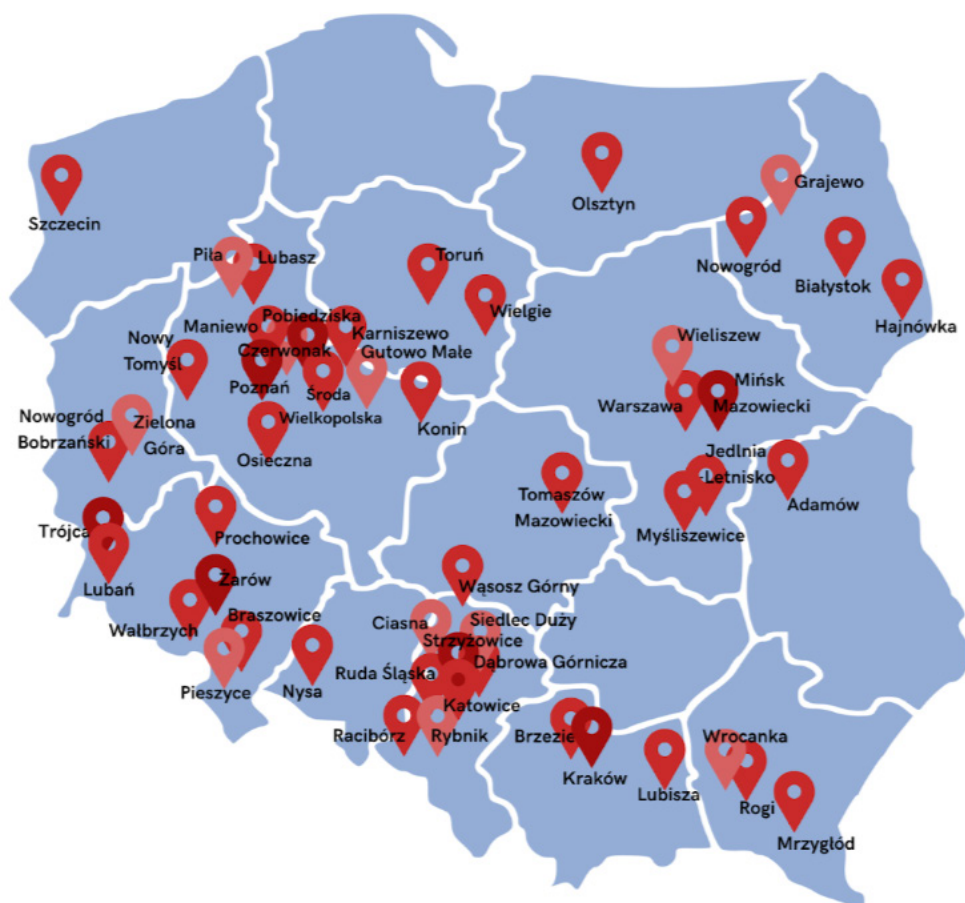 Grajewo
Olsztyn
Szczecin
Piła
Lubasz
Toruń
Nowogród
Białystok
Wielgie
Hajnówka
Maniewo
Pobiedziska
Karniszewo
Nowy
Tomyśl
Czerwonak
Gutowo Małe
Wieliszew
Poznań
Środa
Wielkopolska
Warszawa
Mińsk
Mazowiecki
Nowogród
Bobrzański
Zielona
Góra
Konin
Osieczna
Jedlnia
-Letnisko
Tomaszów
Mazowiecki
Adamów
Trójca
Prochowice
Myśliszewice
Lubań
Żarów
Wąsosz Górny
Braszowice
Wałbrzych
Ciasna
Siedlec Duży
Strzyżowice
Dąbrowa Górnicza
Ruda Śląska
Pieszyce
Nysa
Katowice
Racibórz
Rybnik
Brzezie
Wrocanka
Kraków
Lubisza
Rogi
Mrzygłód